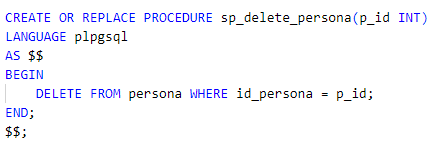 CREATE OR REPLACE PROCEDURE sp_delete_persona(p_id INT)
LANGUAGE plpgsql
AS $$
BEGIN
    DELETE FROM persona WHERE id_persona = p_id;
END;
$$;